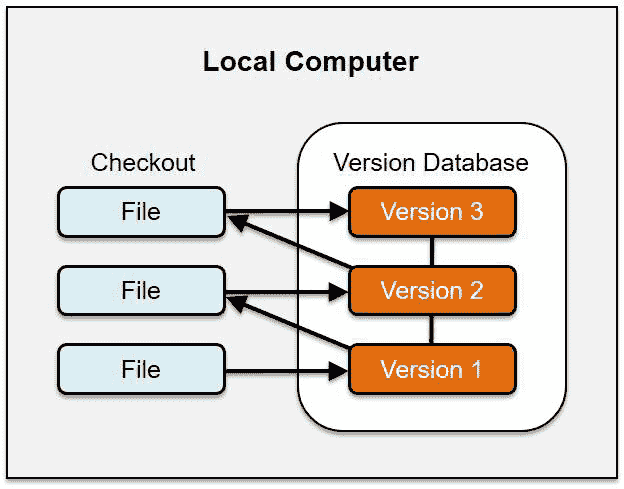 Local Computer
Checkout
Version Database
File
Version 3
File
Version 2
File
Version 1